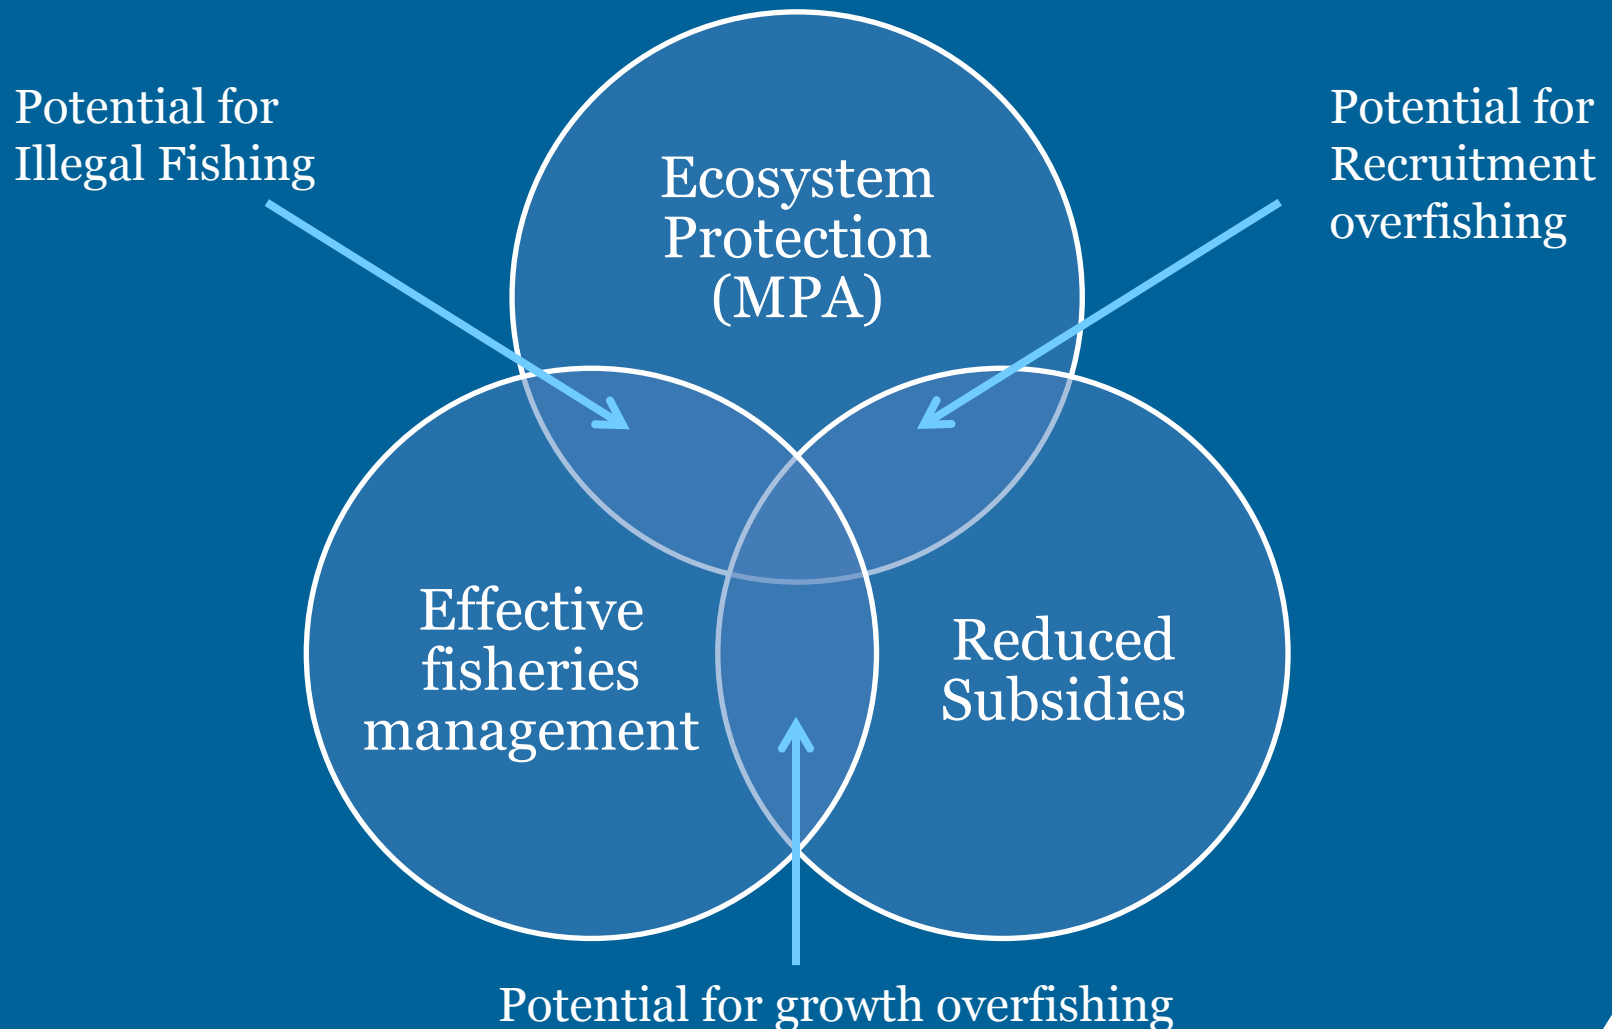 Potential for
Illegal Fishing
Potential for
Recruitment
overfishing
Ecosystem
Protection
(MPA)
Effective
fisheries
management
Reduced
Subsidies
Potential for growth overfishing